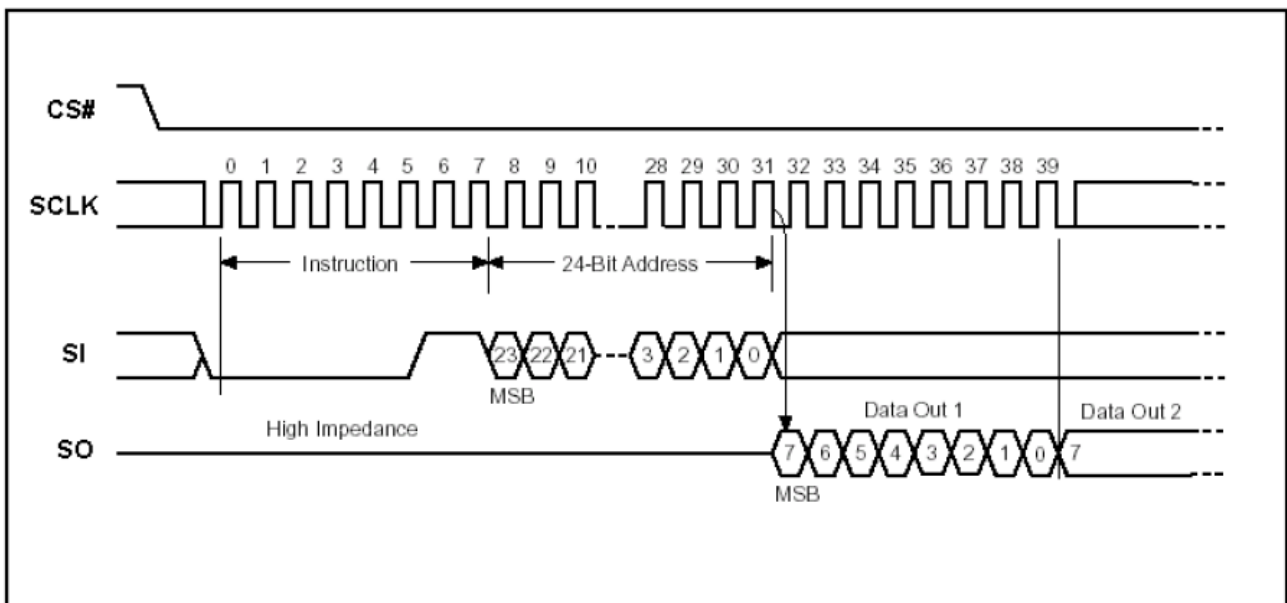 CS#
0 1 2 3 4 5 6 7 8 9 10 28 29 30 31 32 33 34 35 36 37 38 39
SCLK
Instruction 24-Bit Address
SI 23 22 21 3 2 1 0
MSB
Data Out 1 Data Out 2
High Impedance
SO 7 6 5 4 3 2 1 0 7
MSB